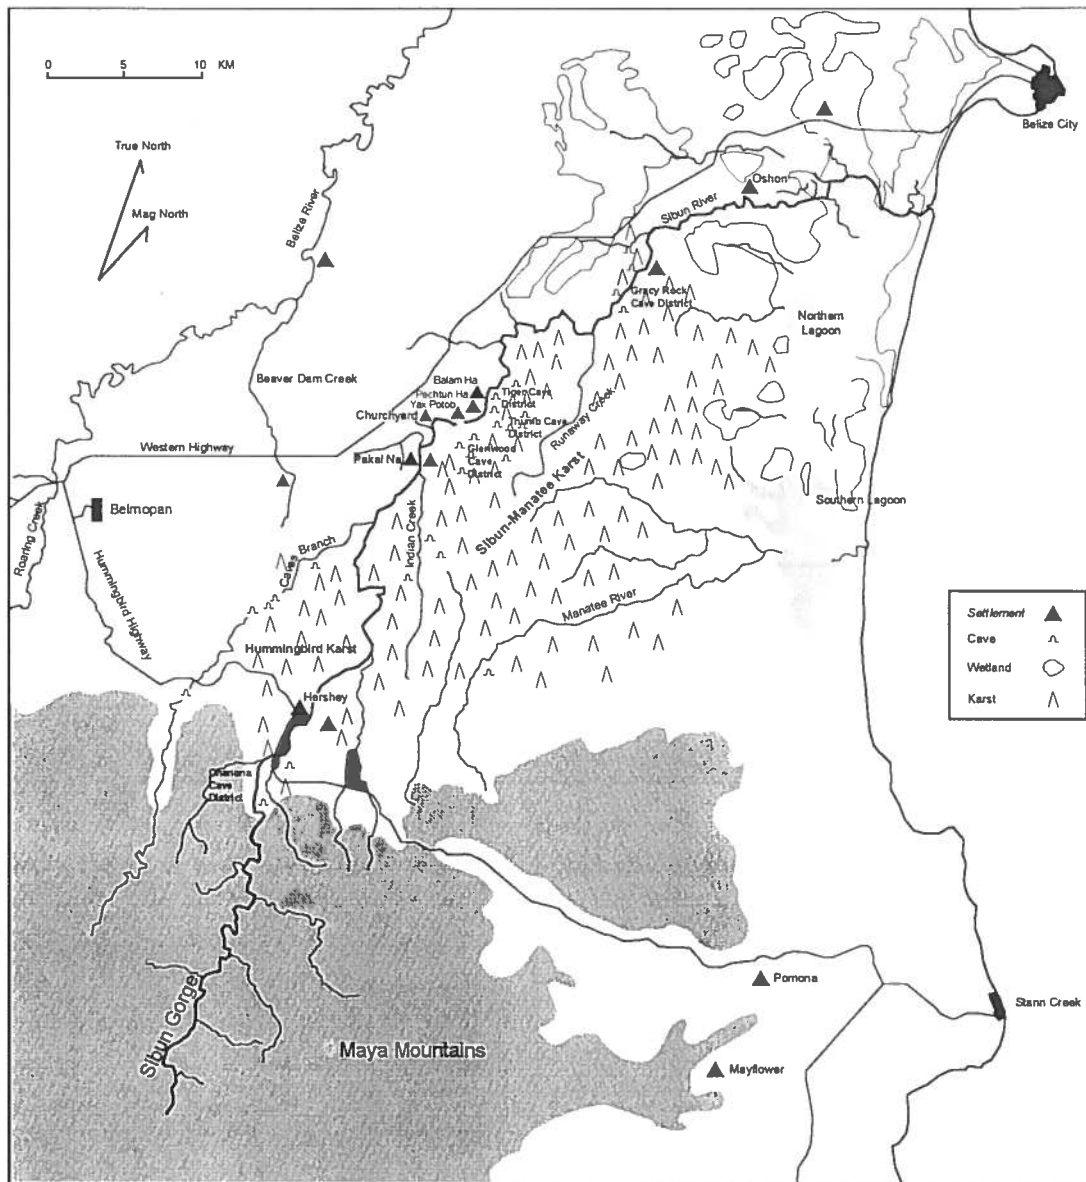 0 5 10 KM
True North
Mag North
Belize City
Belize River
Oshon
Sibun River
Gracy Rock
Cave District
Northern
Lagoon
Beaver Dam Creek
Balam Ha
Pechtun Ha
Yax Potob
Churchyard
Tiger Cave
District
Thumb Cave
District
Runaway Creek
Western Highway
Pakal Na
Glenwood
Cave
District
Sibun-Manatee Karst
Southern Lagoon
Belmopan
Roaring Creek
Caves Branch
Indian Creek
Hummingbird Highway
Manatee River
Settlement
Cave
Wetland
Karst
Hummingbird Karst
Hershey
Cave
District
Sibun Gorge
Maya Mountains
Pomona
Stann Creek
Mayflower